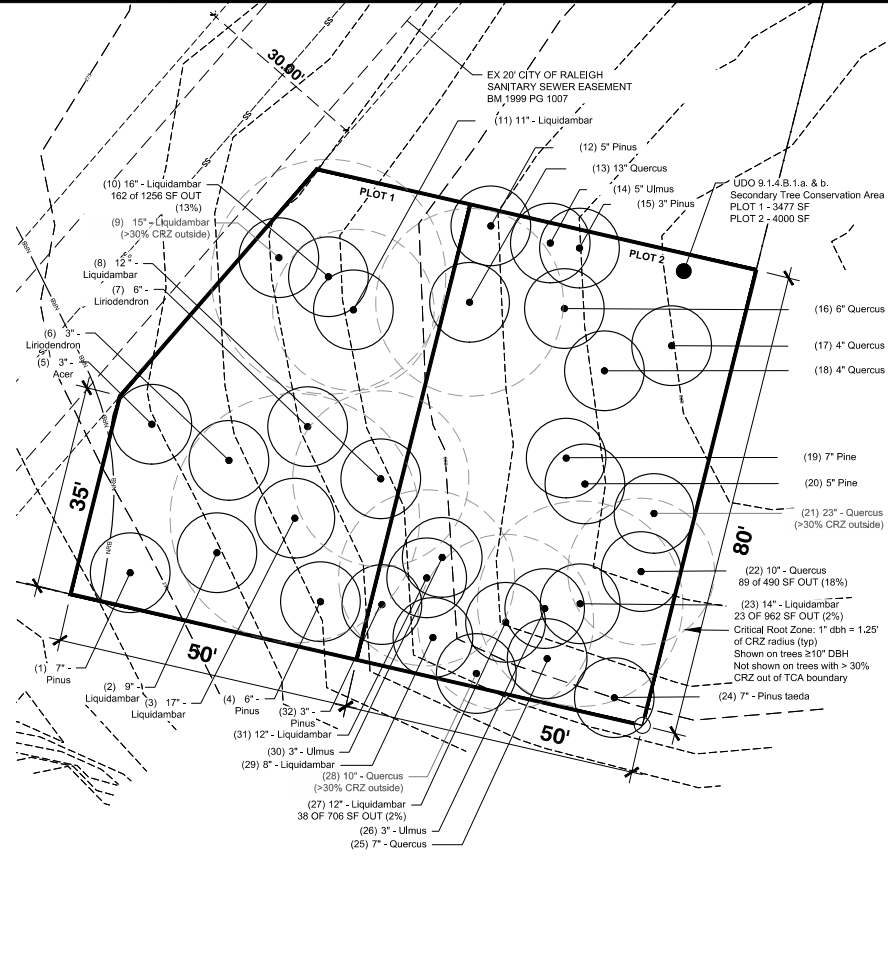 30.00'
EX 20' CITY OF RALEIGH
SANITARY SEWER EASEMENT
BM 1999 PG 1007
(11) 11" - Liquidambar
(12) 5" Pinus
(13) 13" Quercus
(14) 5" Ulmus
(15) 3" Pinus
UDO 9.1.4.B.1.a. & b.
Secondary Tree Conservation Area
PLOT 1 - 3477 SF
PLOT 2 - 4000 SF
(10) 16" - Liquidambar
162 of 1256 SF OUT
(13%)
(9) 15" - Liquidambar
(>30% CRZ outside)
(8) 12" -
Liquidambar
(7) 6" -
Liriodendron
(6) 3" -
Liriodendron
(5) 3" -
Acer
PLOT 1
PLOT 2
(16) 6" Quercus
(17) 4" Quercus
(18) 4" Quercus
(19) 7" Pine
(20) 5" Pine
(21) 23" - Quercus
(>30% CRZ outside)
35'
80'
(22) 10" - Quercus
89 of 490 SF OUT (18%)
(23) 14" - Liquidambar
23 OF 962 SF OUT (2%)
Critical Root Zone: 1" dbh = 1.25'
of CRZ radius (typ)
Shown on trees ≥10" DBH
Not shown on trees with > 30%
CRZ out of TCA boundary
(24) 7" - Pinus taeda
50'
50'
(1) 7" -
Pinus
(2) 9" -
Liquidambar
(3) 17" -
Liquidambar
(4) 6" -
Pinus
(32) 3" -
Pinus
(31) 12" - Liquidambar
(30) 3" - Ulmus
(29) 8" - Liquidambar
(28) 10" - Quercus
(>30% CRZ outside)
(27) 12" - Liquidambar
38 OF 706 SF OUT (2%)
(26) 3" - Ulmus
(25) 7" - Quercus
SS
SS
SS